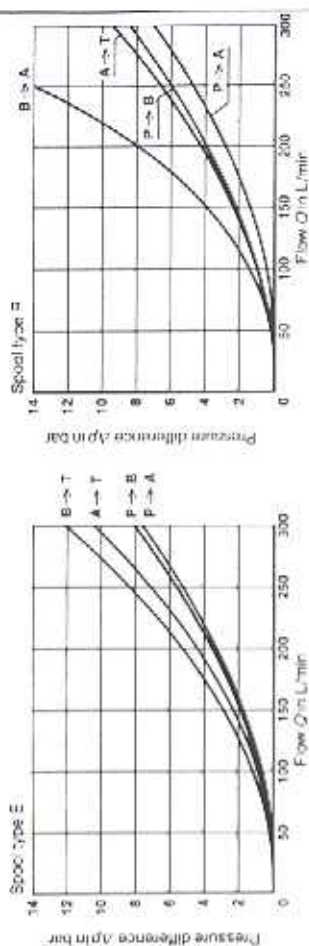 Spool type E
Pressure difference Δp in bar
14
12
10
8
6
4
2
0
50
100
150
200
250
300
Flow Q in L/min
B → T
A → T
P → B
P → A
Spool type R
Pressure difference Δp in bar
14
12
10
8
6
4
2
0
50
100
150
200
250
300
Flow Q in L/min
B → A
A → T
P → B
P → A